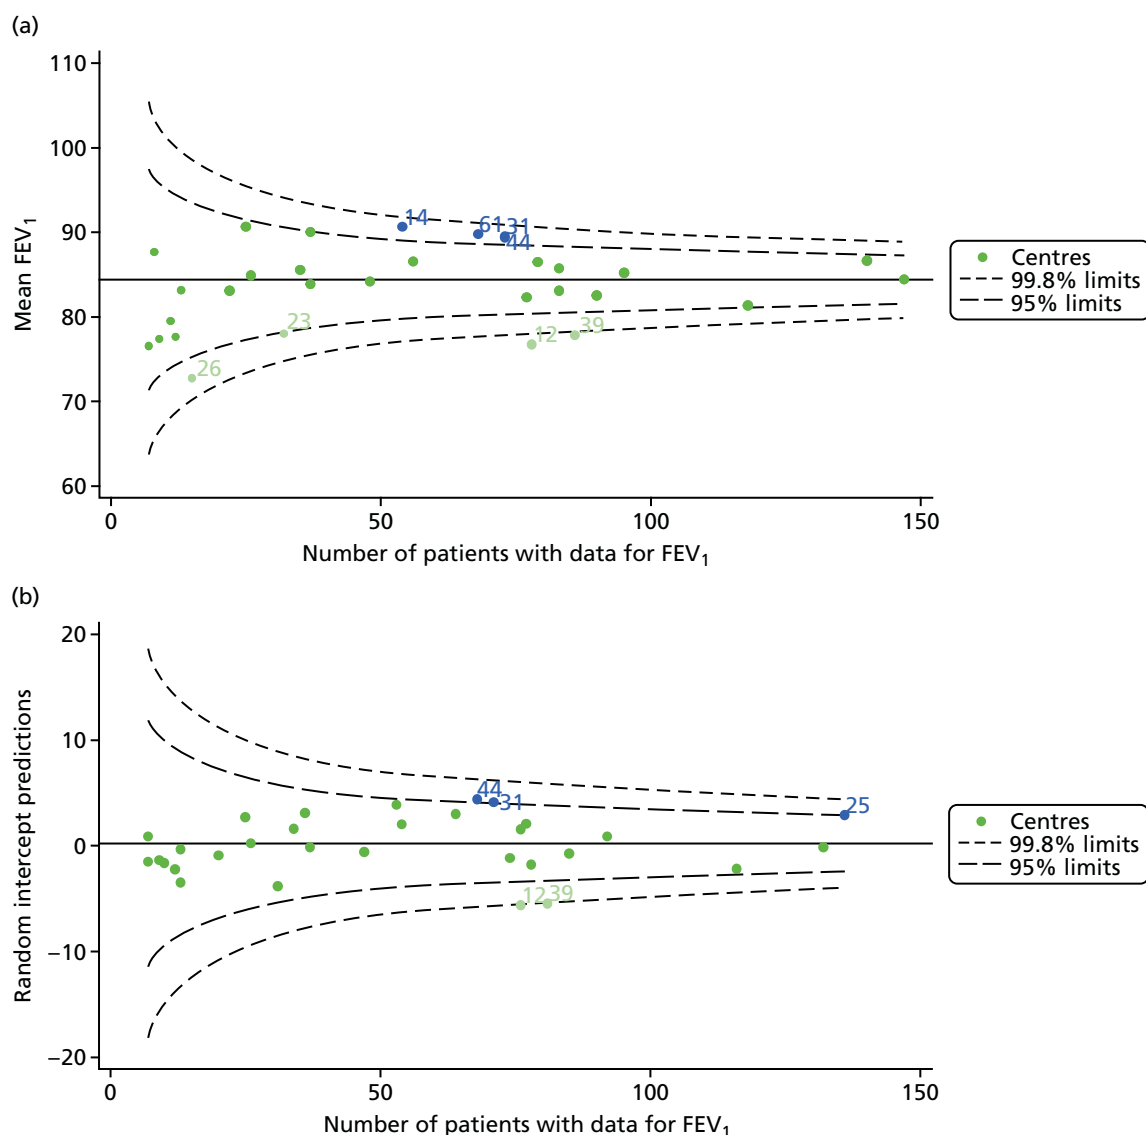 (a)
110
100
90
80
70
60
Mean FEV₁
14
61
31
44
23
26
12
39
0
50
100
150
Number of patients with data for FEV₁
Centres
99.8% limits
95% limits
(b)
20
10
0
−10
−20
Random intercept predictions
44
31
25
12
39
0
50
100
150
Number of patients with data for FEV₁
Centres
99.8% limits
95% limits